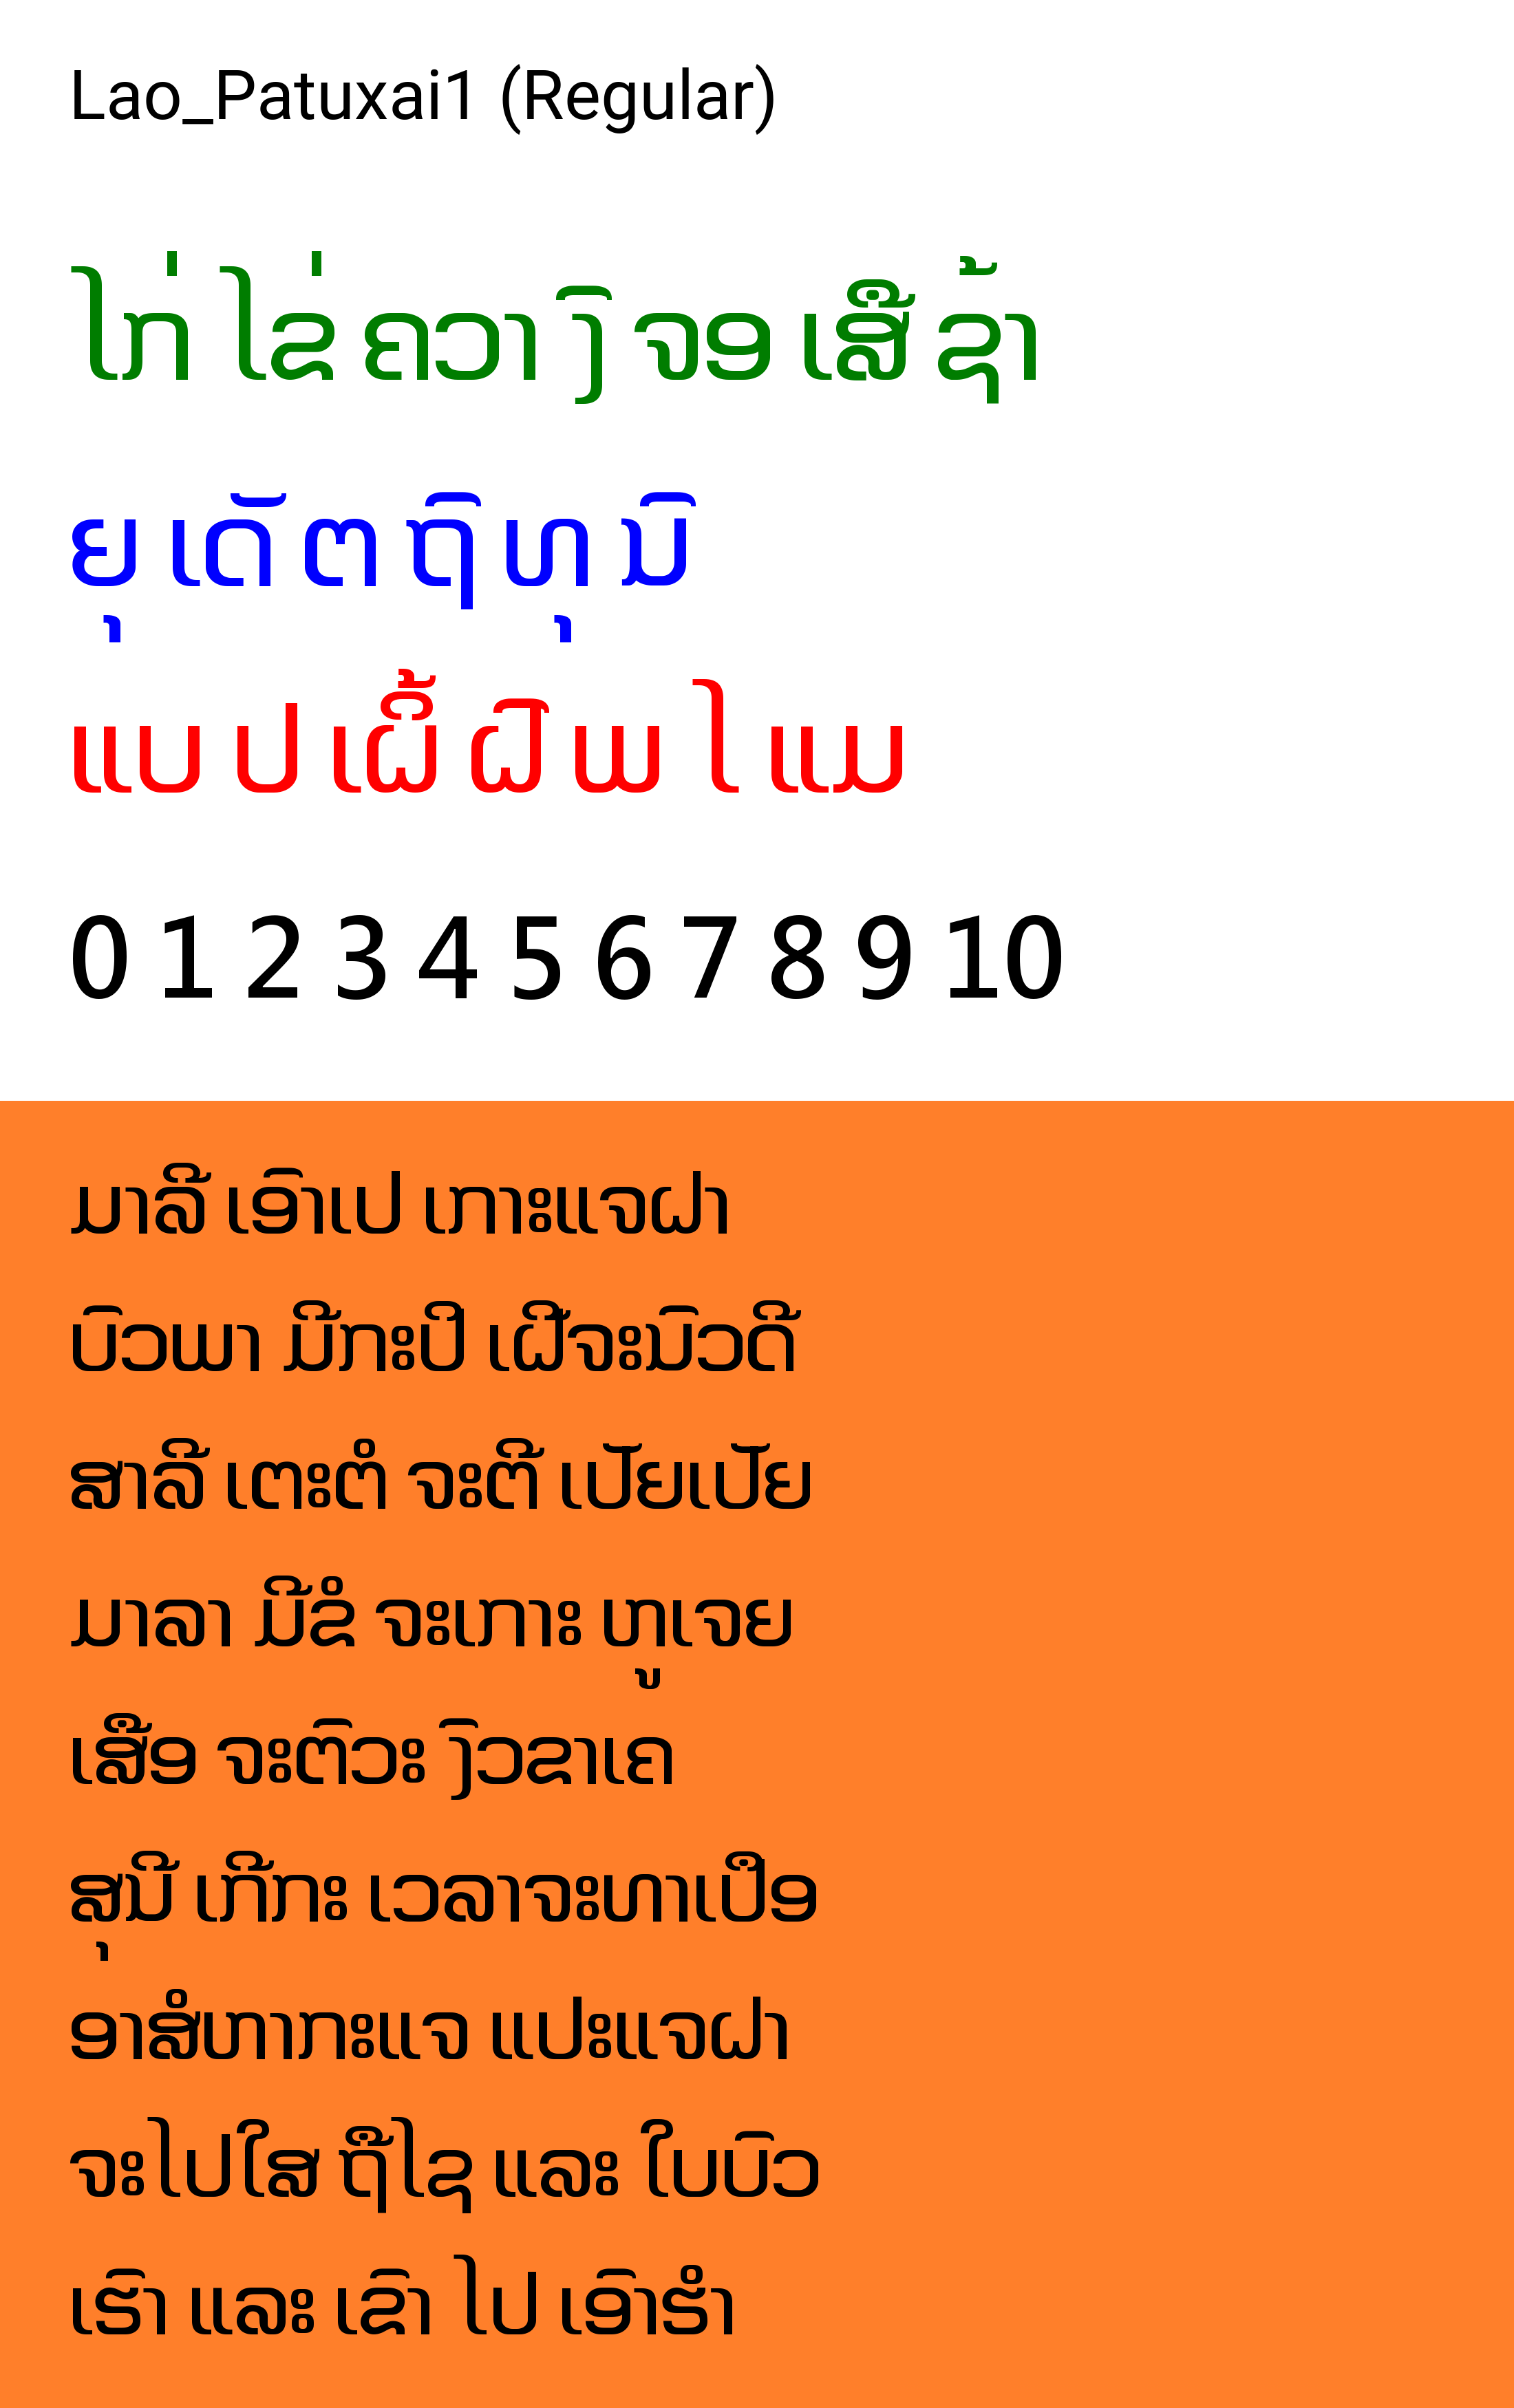 Lao_Patuxai1 (Regular)
ໄກ່ ໄຂ່ ຄວາ ງົ ຈອ ເສື ຊ້າ
ຍຸ ເດັ ຕ ຖົ ທຸ ນົ
ແບ ປ ເຜິ້ ຝົ ພ ໄ ແມ
0 1 2 3 4 5 6 7 8 9 10
ມາລີ ເອົາເປ ເກາະແຈຝາ
ບົວພາ ມີກະປິ ເຝີຈະນົວດີ
ສາລີ ເຕະຕໍ ຈະຕີ ເປັຍເປັຍ
ມາລາ ມີຂໍ ຈະເກາະ ຫູເຈຍ
ເສືອ ຈະຕົວະ ງົວຂາເຄ
ສຸນີ ເກີກະ ເວລາຈະທາເປືອ
ອາສໍຫາກະແຈ ແປະແຈຝາ
ຈະໄປໃສ ຖືໄຊ ແລະ ໃບບົວ
ເຮົາ ແລະ ເຂົາ ໄປ ເອົາຮໍາ